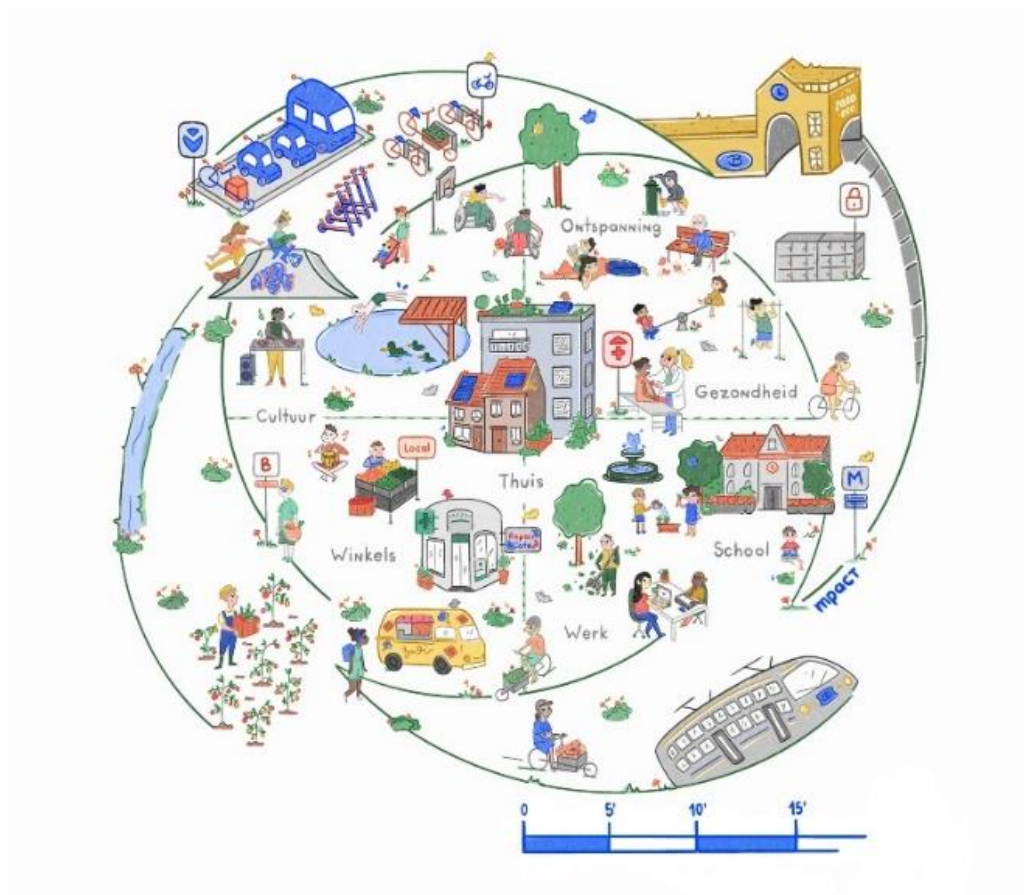 B
Ontspanning
Gezondheid
Cultuur
Local
B
Thuis
M
Winkels
School
mpact
Werk
0
5'
10'
15'